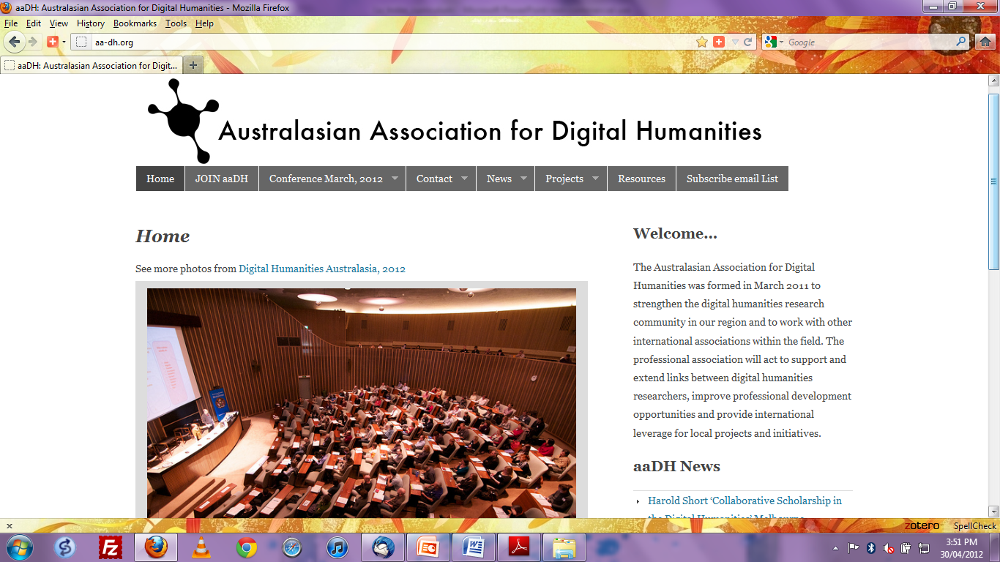 aaDH: Australasian Association for Digital Humanities - Mozilla Firefox
File Edit View History Bookmarks Tools Help
aa-dh.org
Google
aaDH: Australasian Association for Digit...
Australasian Association for Digital Humanities
Home JOIN aaDH Conference March, 2012 Contact News Projects Resources Subscribe email List
Home
See more photos from Digital Humanities Australasia, 2012
Welcome...
The Australasian Association for Digital
Humanities was formed in March 2011 to
strengthen the digital humanities research
community in our region and to work with other
international associations within the field. The
professional association will act to support and
extend links between digital humanities
researchers, improve professional development
opportunities and provide international
leverage for local projects and initiatives.
aaDH News
Harold Short ‘Collaborative Scholarship in
the Digital Humanities’ Melbourne
zotero SpellCheck
3:51 PM
30/04/2012